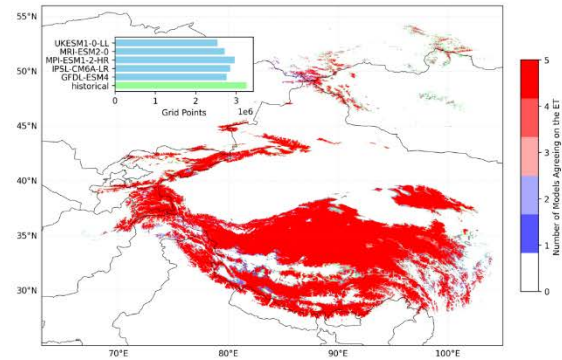 55°N
50°N
45°N
40°N
35°N
30°N
70°E
80°E
90°E
100°E
UKESM1-0-LL
MRI-ESM2-0
MPI-ESM1-2-HR
IPSL-CM6A-LR
GFDL-ESM4
historical
0
1
2
3
1e6
Grid Points
5
4
3
2
1
0
Number of Models Agreeing on the ET